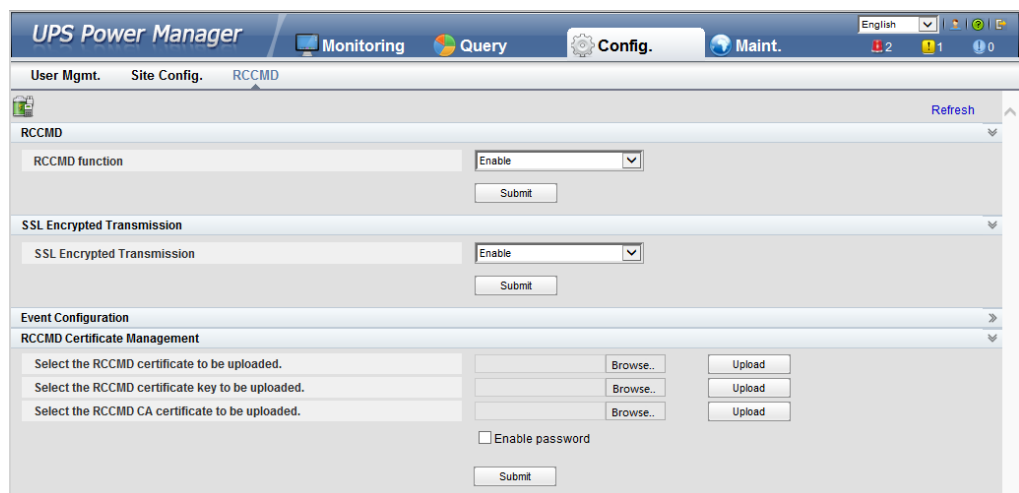 UPS Power Manager
Monitoring
Query
Config.
Maint.
English
2
1
0
User Mgmt. Site Config. RCCMD
Refresh
RCCMD
RCCMD function Enable
Submit
SSL Encrypted Transmission
SSL Encrypted Transmission Enable
Submit
Event Configuration
RCCMD Certificate Management
Select the RCCMD certificate to be uploaded. Browse.. Upload
Select the RCCMD certificate key to be uploaded. Browse.. Upload
Select the RCCMD CA certificate to be uploaded. Browse.. Upload
Enable password
Submit